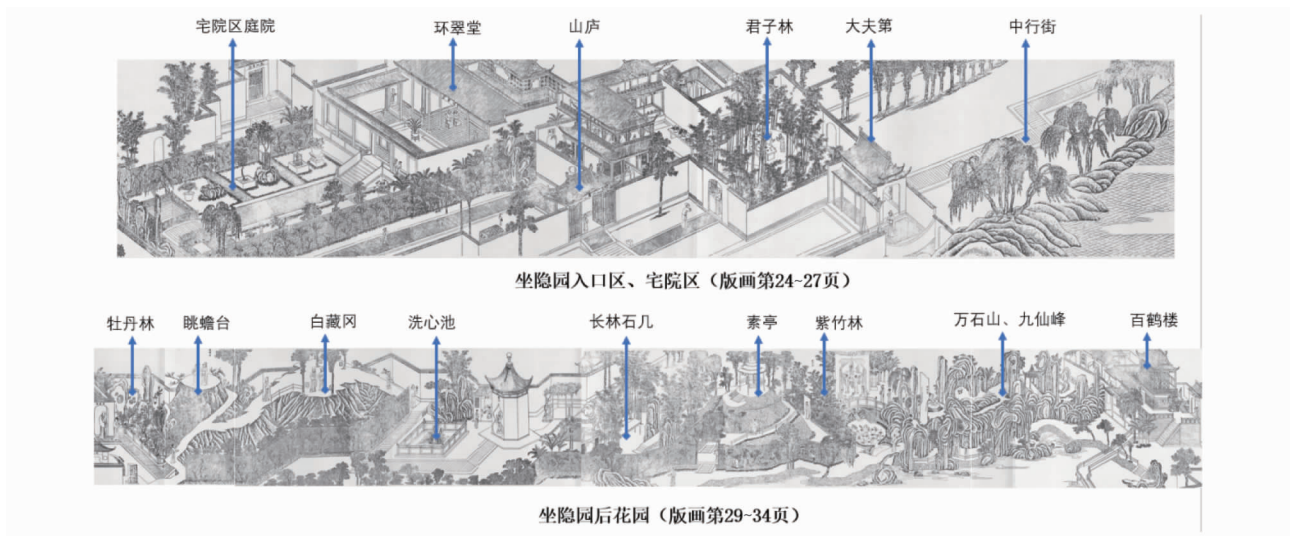 宅院区庭院 环翠堂 山庐 君子林 大夫第 中行街
坐隐园入口区、宅院区（版画第24~27页）
牡丹林 眺蟾台 白藏冈 洗心池 长林石几 素亭 紫竹林 万石山、九仙峰 百鹤楼
坐隐园后花园（版画第29~34页）